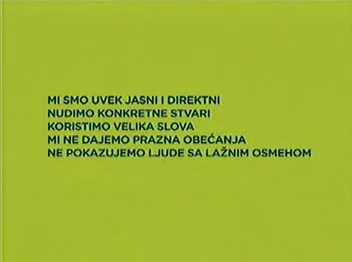 MI SMO UVEK JASNI I DIREKTNI
NUDIMO KONKRETNE STVARI
KORISTIMO VELIKA SLOVA
MI NE DAJEMO PRAZNA OBEĆANJA
NE POKAZUJEMO LJUDE SA LAŽNIM OSMEHOM